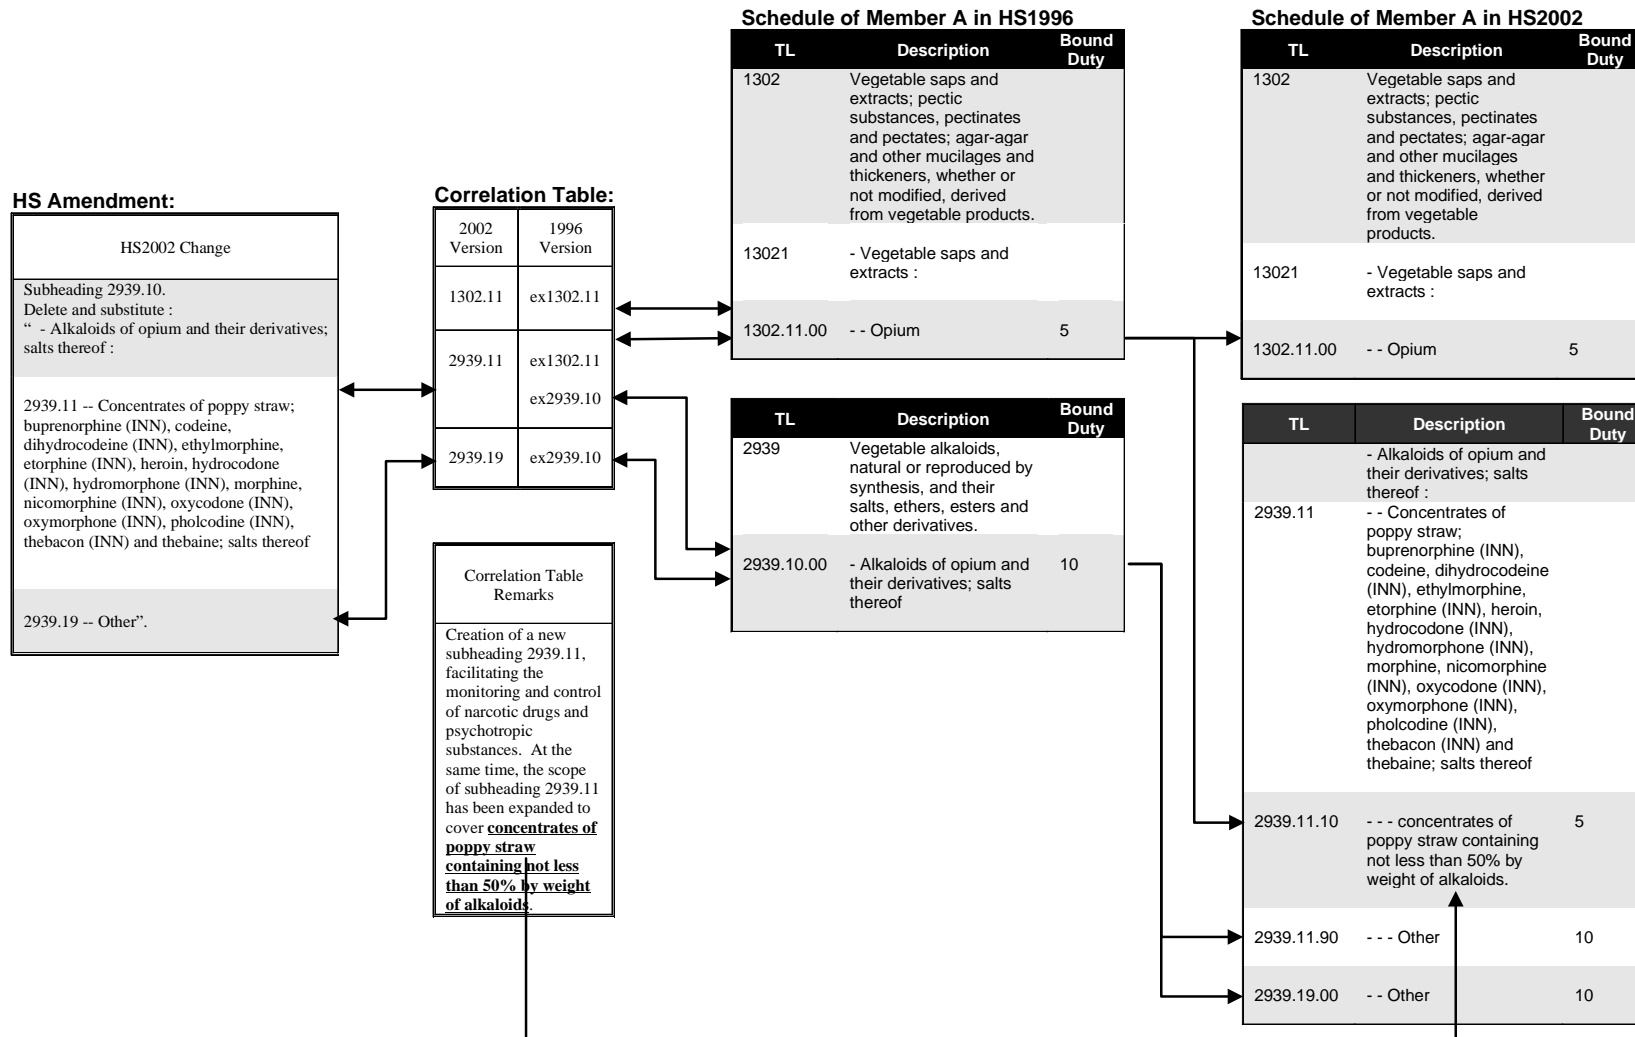 HS Amendment:
HS2002 Change
Subheading 2939.10.
Delete and substitute :
“ - Alkaloids of opium and their derivatives;
salts thereof :
2939.11 -- Concentrates of poppy straw;
buprenorphine (INN), codeine,
dihydrocodeine (INN), ethylmorphine,
etorphine (INN), heroin, hydrocodone
(INN), hydromorphone (INN), morphine,
nicomorphine (INN), oxycodone (INN),
oxymorphone (INN), pholcodine (INN),
thebacon (INN) and thebaine; salts thereof
2939.19 -- Other”.
Correlation Table:
2002 Version 1996 Version
1302.11 ex1302.11
2939.11 ex1302.11
ex2939.10
2939.19 ex2939.10
Correlation Table
Remarks
Creation of a new
subheading 2939.11,
facilitating the
monitoring and control
of narcotic drugs and
psychotropic
substances. At the
same time, the scope
of subheading 2939.11
has been expanded to
cover concentrates of
poppy straw
containing not less
than 50% by weight
of alkaloids.
Schedule of Member A in HS1996
TL Description Bound Duty
1302 Vegetable saps and
extracts; pectic
substances, pectinates
and pectates; agar-agar
and other mucilages and
thickeners, whether or
not modified, derived
from vegetable products.
13021 - Vegetable saps and
extracts :
1302.11.00 - - Opium 5
TL Description Bound Duty
2939 Vegetable alkaloids,
natural or reproduced by
synthesis, and their
salts, ethers, esters and
other derivatives.
2939.10.00 - Alkaloids of opium and 10
their derivatives; salts
thereof
Schedule of Member A in HS2002
TL Description Bound Duty
1302 Vegetable saps and
extracts; pectic
substances, pectinates
and pectates; agar-agar
and other mucilages
and thickeners, whether
or not modified, derived
from vegetable
products.
13021 - Vegetable saps and
extracts :
1302.11.00 - - Opium 5
TL Description Bound Duty
- Alkaloids of opium and
their derivatives; salts
thereof :
2939.11 - - Concentrates of
poppy straw;
buprenorphine (INN),
codeine, dihydrocodeine
(INN), ethylmorphine,
etorphine (INN), heroin,
hydrocodone (INN),
hydromorphone (INN),
morphine, nicomorphine
(INN), oxycodone (INN),
oxymorphone (INN),
pholcodine (INN),
thebacon (INN) and
thebaine; salts thereof
2939.11.10 - - - concentrates of 5
poppy straw containing
not less than 50% by
weight of alkaloids.
2939.11.90 - - - Other 10
2939.19.00 - - Other 10